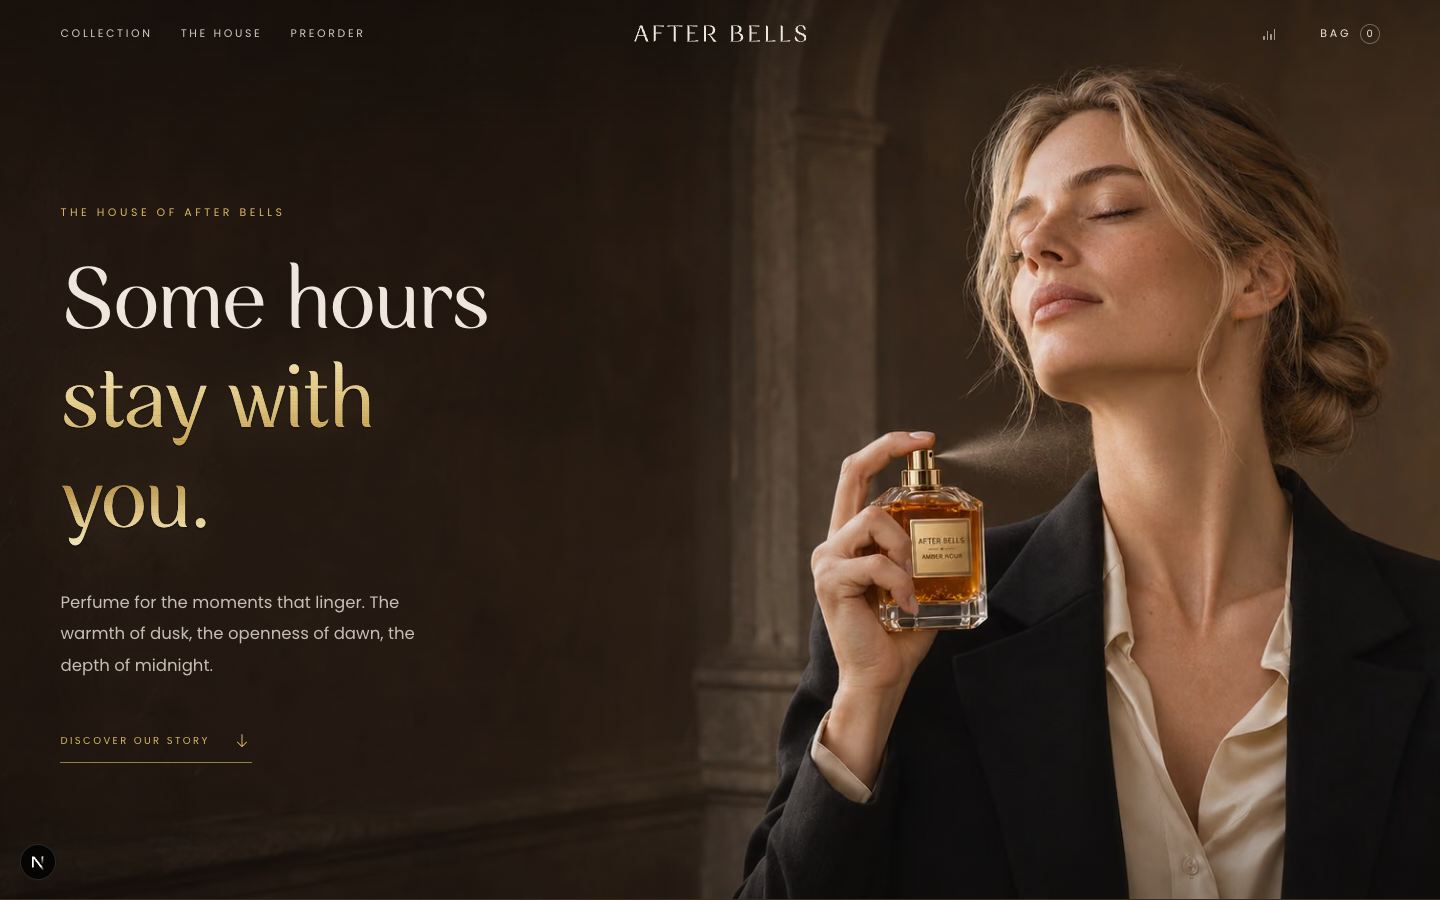 COLLECTION THE HOUSE PREORDER AFTER BELLS BAG 0
THE HOUSE OF AFTER BELLS
Some hours
stay with
you.
AFTER BELLS
AMBER HOUR
Perfume for the moments that linger. The
warmth of dusk, the openness of dawn, the
depth of midnight.
DISCOVER OUR STORY
N